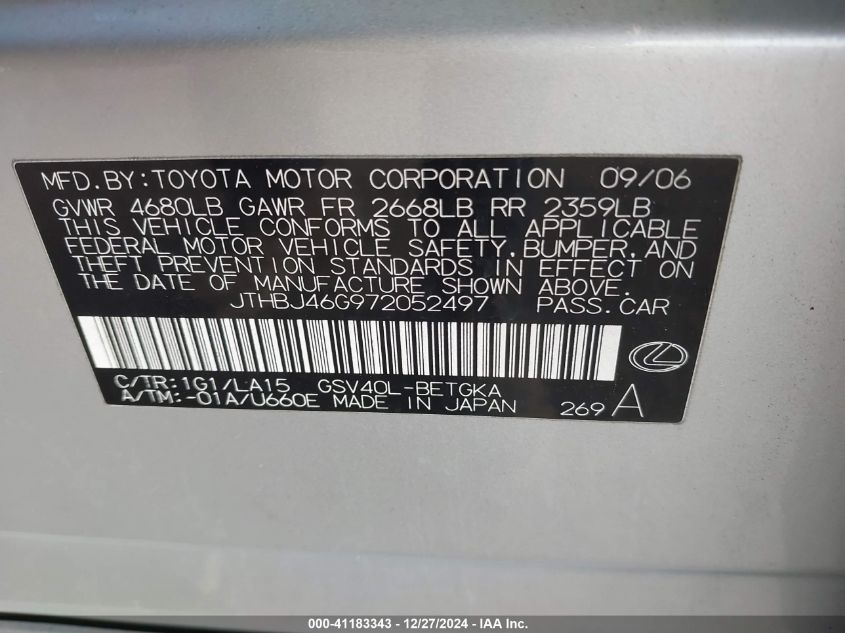 MFD.BY:TOYOTA MOTOR CORPORATION 09/06
GVWR 4680LB GAWR FR 2668LB RR 2359LB
THIS VEHICLE CONFORMS TO ALL APPLICABLE
FEDERAL MOTOR VEHICLE SAFETY,BUMPER,AND
THEFT PREVENTION STANDARDS IN EFFECT ON
THE DATE OF MANUFACTURE SHOWN ABOVE.
JTHBJ46G972052497 PASS.CAR
C/TR:1G1/LA15 GSV40L-BETGKA
A/TM:-01A/U660E MADE IN JAPAN 269 A
000-41183343 - 12/27/2024 - IAA Inc.